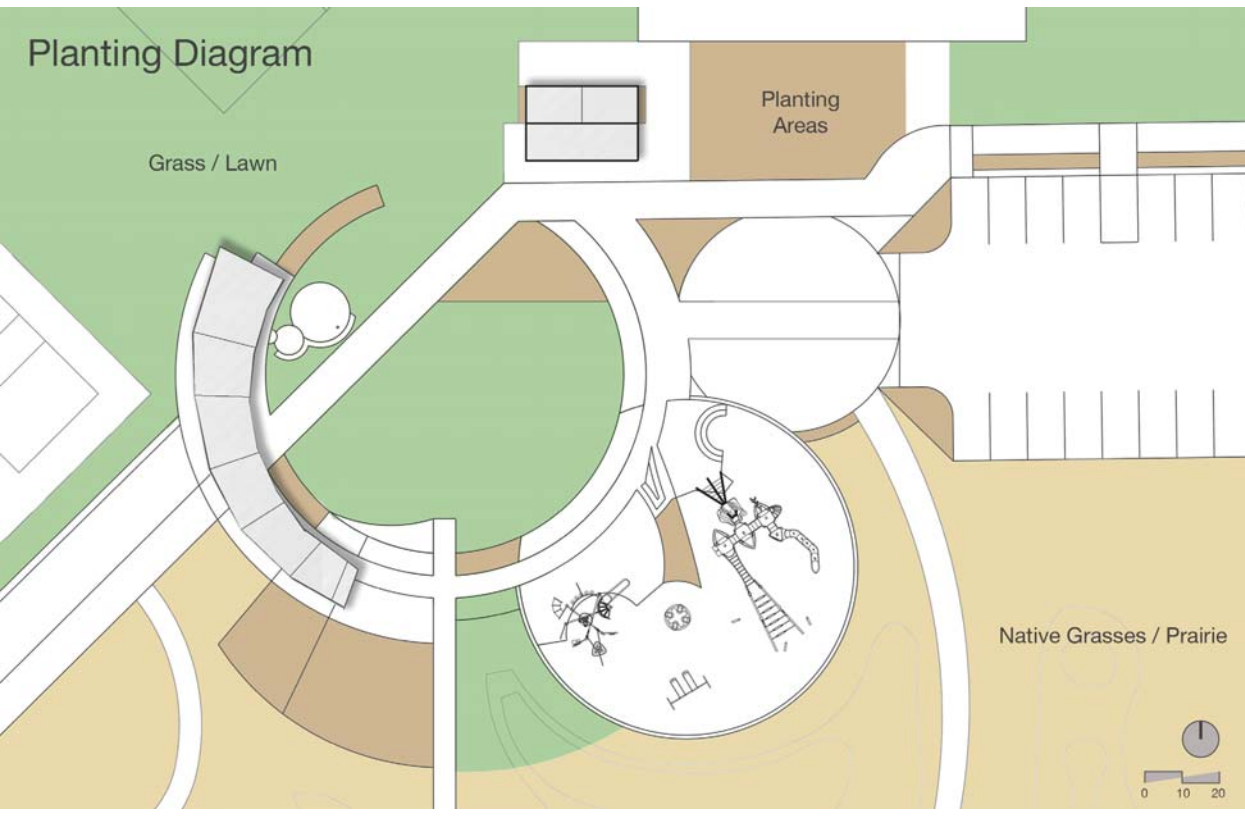 Planting Diagram
Planting
Areas
Grass / Lawn
Native Grasses / Prairie
0 10 20